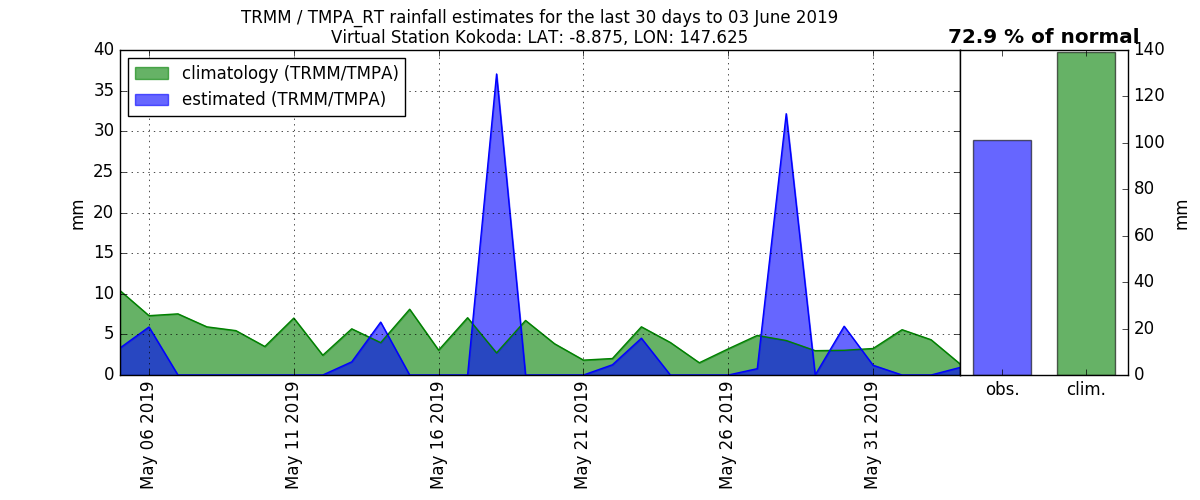 TRMM / TMPA_RT rainfall estimates for the last 30 days to 03 June 2019
Virtual Station Kokoda: LAT: -8.875, LON: 147.625
72.9 % of normal
climatology (TRMM/TMPA)
estimated (TRMM/TMPA)
mm
40
35
30
25
20
15
10
5
0
May 06 2019
May 11 2019
May 16 2019
May 21 2019
May 26 2019
May 31 2019
obs.
clim.
140
120
100
80
60
40
20
0
mm